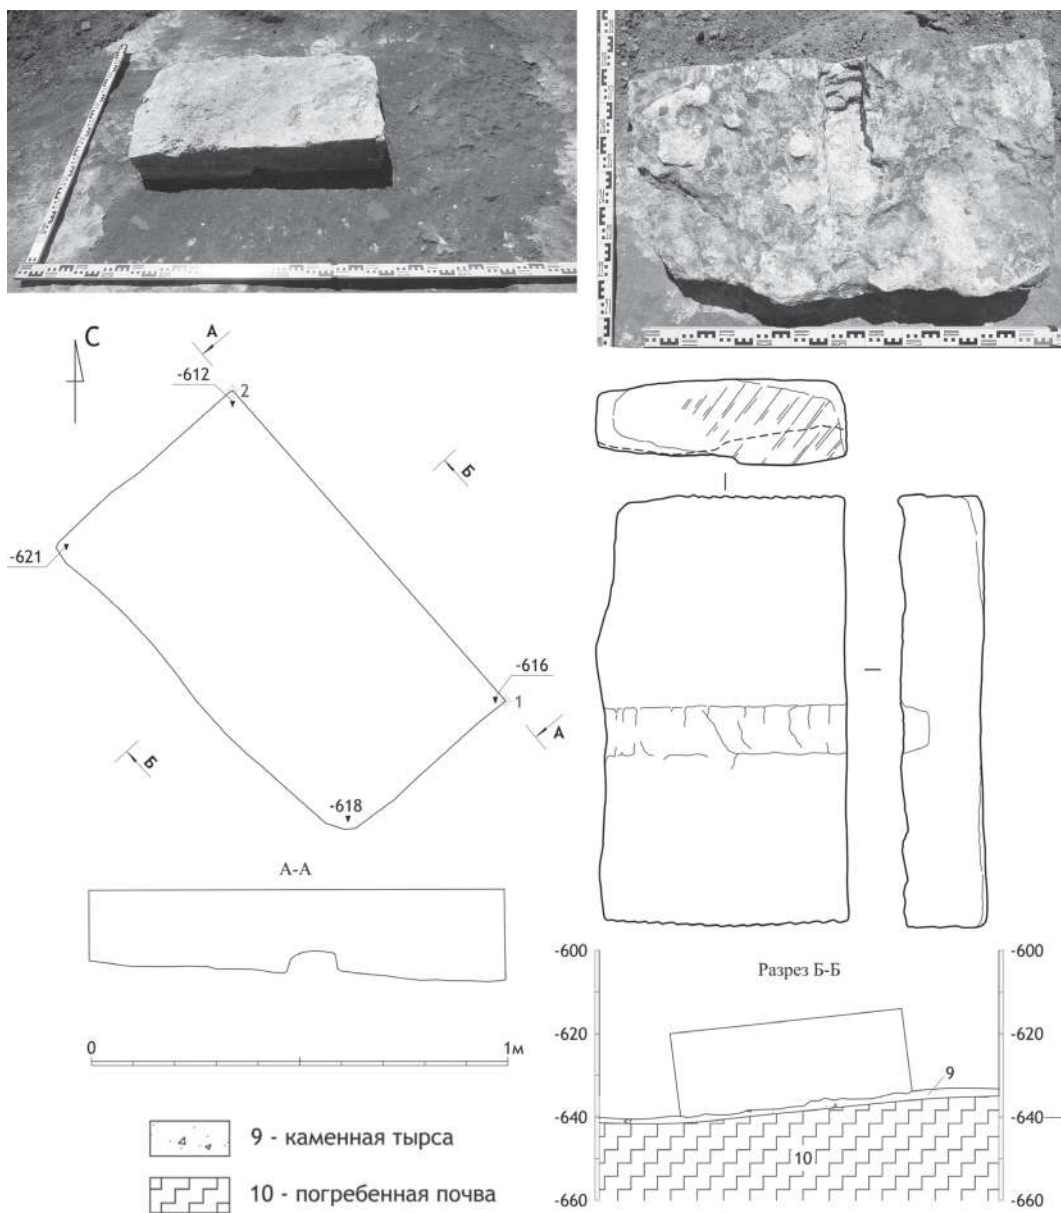 С
А
-612
2
Б
-621
-616
1
А
Б
-618
А-А
0
1м
9 - каменная тырса
10 - погребенная почва
-600
-600
Разрез Б-Б
-620
-620
9
-640
-640
10
-660
-660